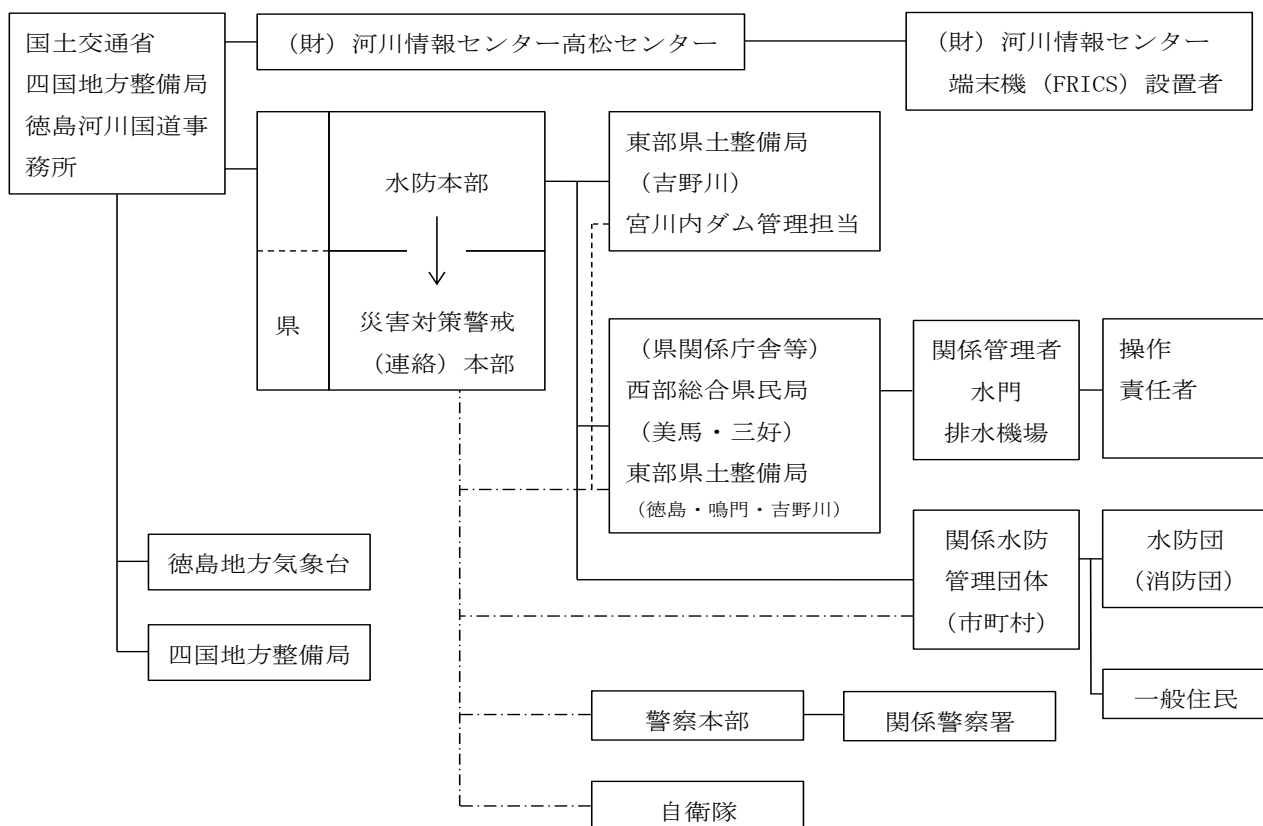 国土交通省
四国地方整備局
徳島河川国道事
務所
（財）河川情報センター高松センター
（財）河川情報センター
端末機（FRICS）設置者
県
水防本部
災害対策警戒
（連絡）本部
東部県土整備局
（吉野川）
宮川内ダム管理担当
（県関係庁舎等）
西部総合県民局
（美馬・三好）
東部県土整備局
（徳島・鳴門・吉野川）
関係管理者
水門
排水機場
操作
責任者
関係水防
管理団体
（市町村）
水防団
（消防団）
一般住民
徳島地方気象台
四国地方整備局
警察本部
関係警察署
自衛隊